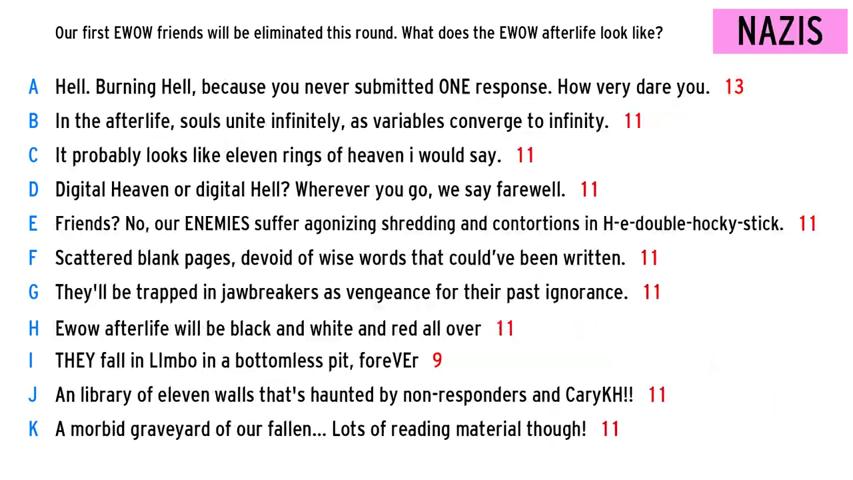 Our first EWOW friends will be eliminated this round. What does the EWOW afterlife look like?
NAZIS
A Hell. Burning Hell, because you never submitted ONE response. How very dare you. 13
B In the afterlife, souls unite infinitely, as variables converge to infinity. 11
C It probably looks like eleven rings of heaven i would say. 11
D Digital Heaven or digital Hell? Wherever you go, we say farewell. 11
E Friends? No, our ENEMIES suffer agonizing shredding and contortions in H-e-double-hocky-stick. 11
F Scattered blank pages, devoid of wise words that could've been written. 11
G They'll be trapped in jawbreakers as vengeance for their past ignorance. 11
H Ewow afterlife will be black and white and red all over 11
I THEY fall in LImbo in a bottomless pit, foreVEr 9
J An library of eleven walls that's haunted by non-responders and CaryKH!! 11
K A morbid graveyard of our fallen... Lots of reading material though! 11